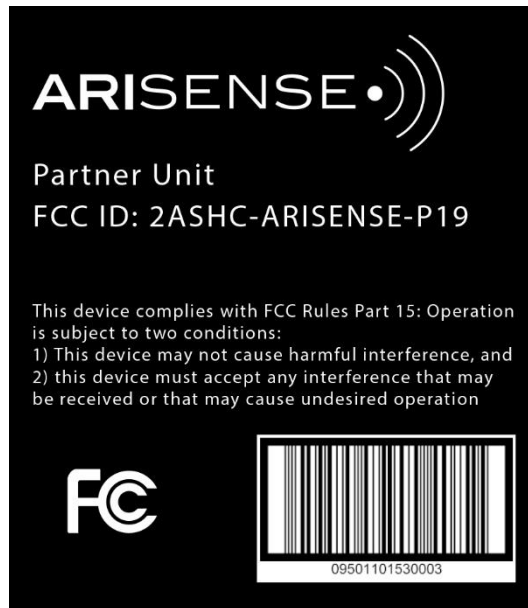 ARISENSE
Partner Unit
FCC ID: 2ASHC-ARISENSE-P19
This device complies with FCC Rules Part 15: Operation
is subject to two conditions:
1) This device may not cause harmful interference, and
2) this device must accept any interference that may
be received or that may cause undesired operation
FC
09501101530003